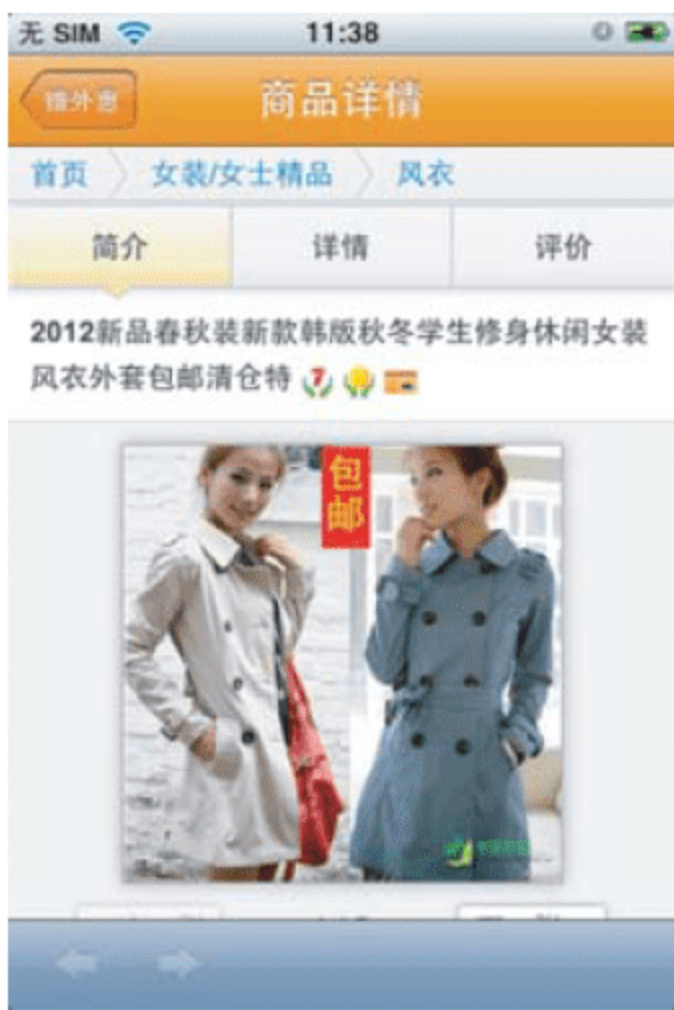 无 SIM 11:38
商品详情
首页 女装/女士精品 风衣
简介 详情 评价
2012新品春秋装新款韩版秋冬学生修身休闲女装
风衣外套包邮清仓特 7
包邮